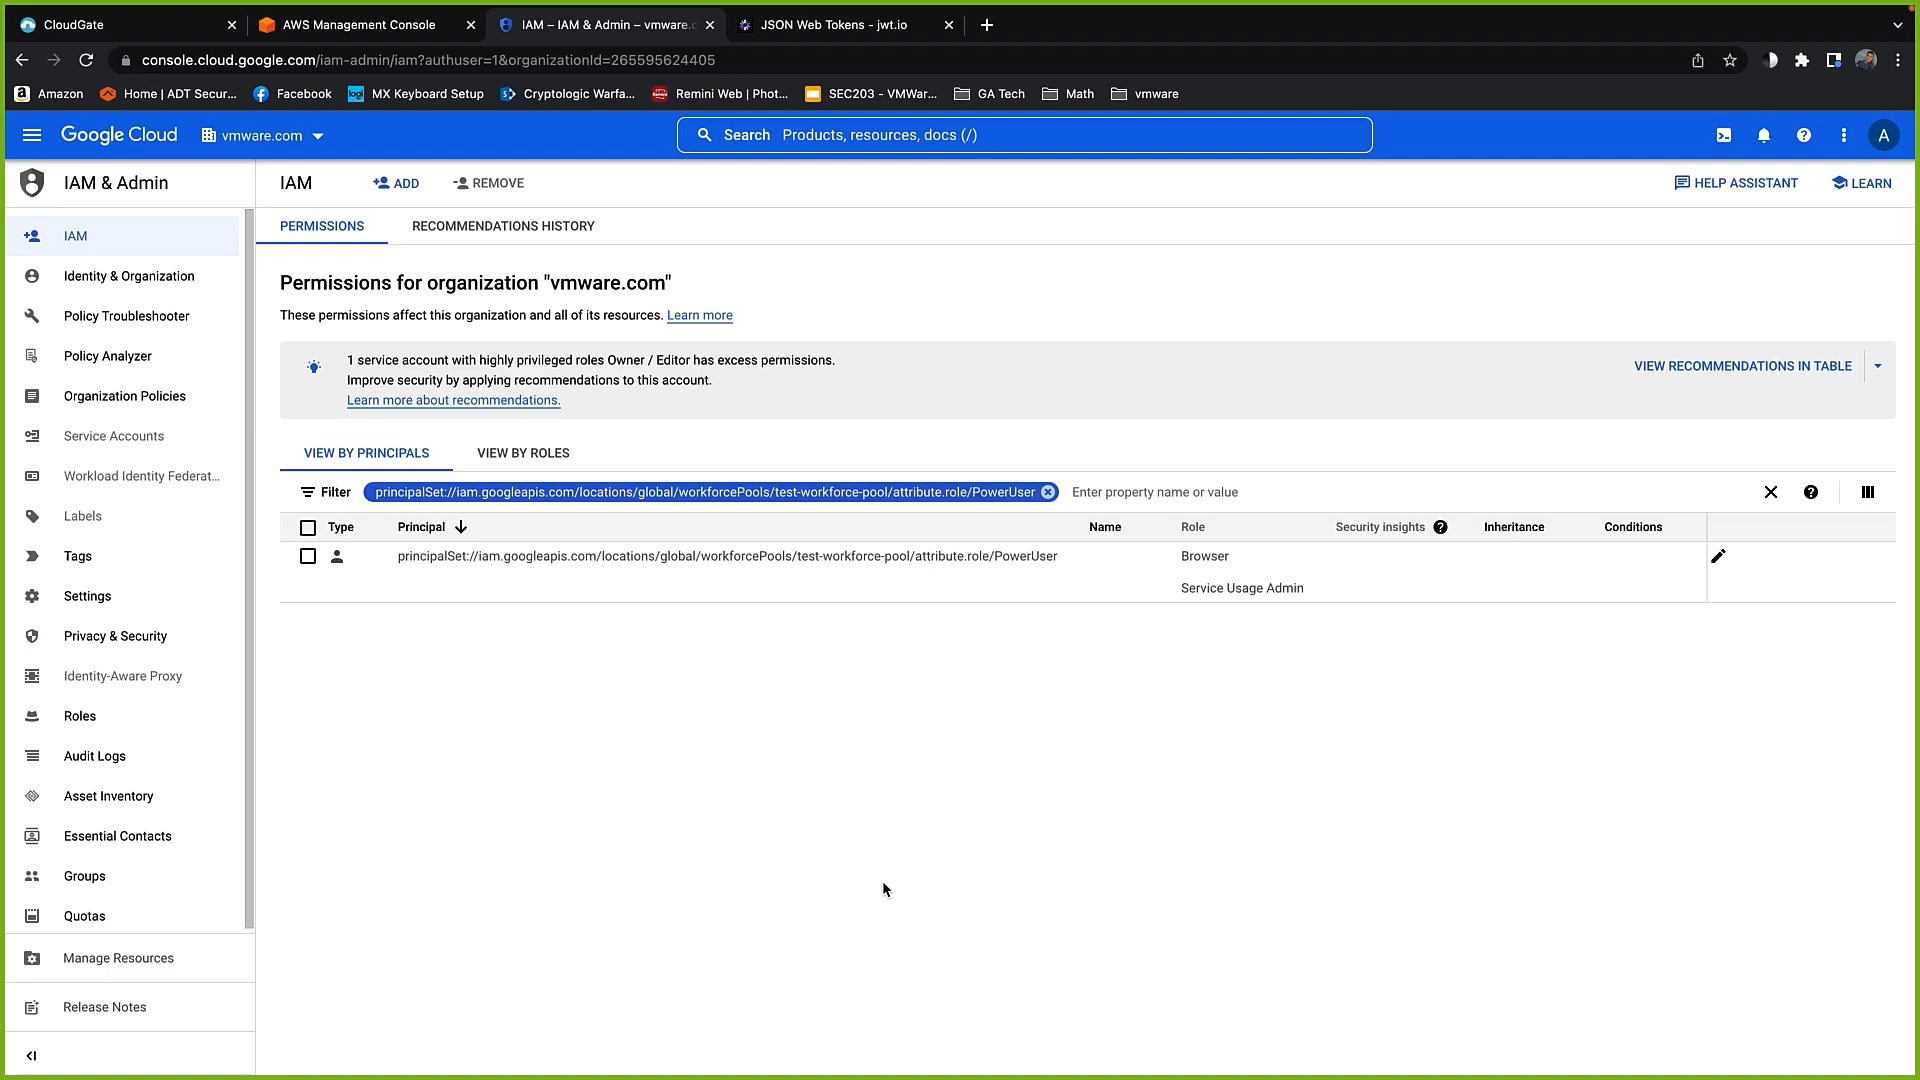 CloudGate
AWS Management Console
IAM – IAM & Admin – vmware.c
JSON Web Tokens - jwt.io
console.cloud.google.com/iam-admin/iam?authuser=1&organizationId=265595624405
Amazon
Home | ADT Secur...
Facebook
MX Keyboard Setup
Cryptologic Warfa...
Remini Web | Phot...
SEC203 - VMWar...
GA Tech
Math
vmware
Google Cloud
vmware.com
Search Products, resources, docs (/)
A
IAM & Admin
IAM
ADD
REMOVE
HELP ASSISTANT
LEARN
IAM
Identity & Organization
Policy Troubleshooter
Policy Analyzer
Organization Policies
Service Accounts
Workload Identity Federat...
Labels
Tags
Settings
Privacy & Security
Identity-Aware Proxy
Roles
Audit Logs
Asset Inventory
Essential Contacts
Groups
Quotas
Manage Resources
Release Notes
PERMISSIONS
RECOMMENDATIONS HISTORY
Permissions for organization "vmware.com"
These permissions affect this organization and all of its resources. Learn more
1 service account with highly privileged roles Owner / Editor has excess permissions.
Improve security by applying recommendations to this account.
Learn more about recommendations.
VIEW RECOMMENDATIONS IN TABLE
VIEW BY PRINCIPALS
VIEW BY ROLES
Filter
principalSet://iam.googleapis.com/locations/global/workforcePools/test-workforce-pool/attribute.role/PowerUser
Enter property name or value
Type
Principal
Name
Role
Security insights
Inheritance
Conditions
principalSet://iam.googleapis.com/locations/global/workforcePools/test-workforce-pool/attribute.role/PowerUser
Browser
Service Usage Admin